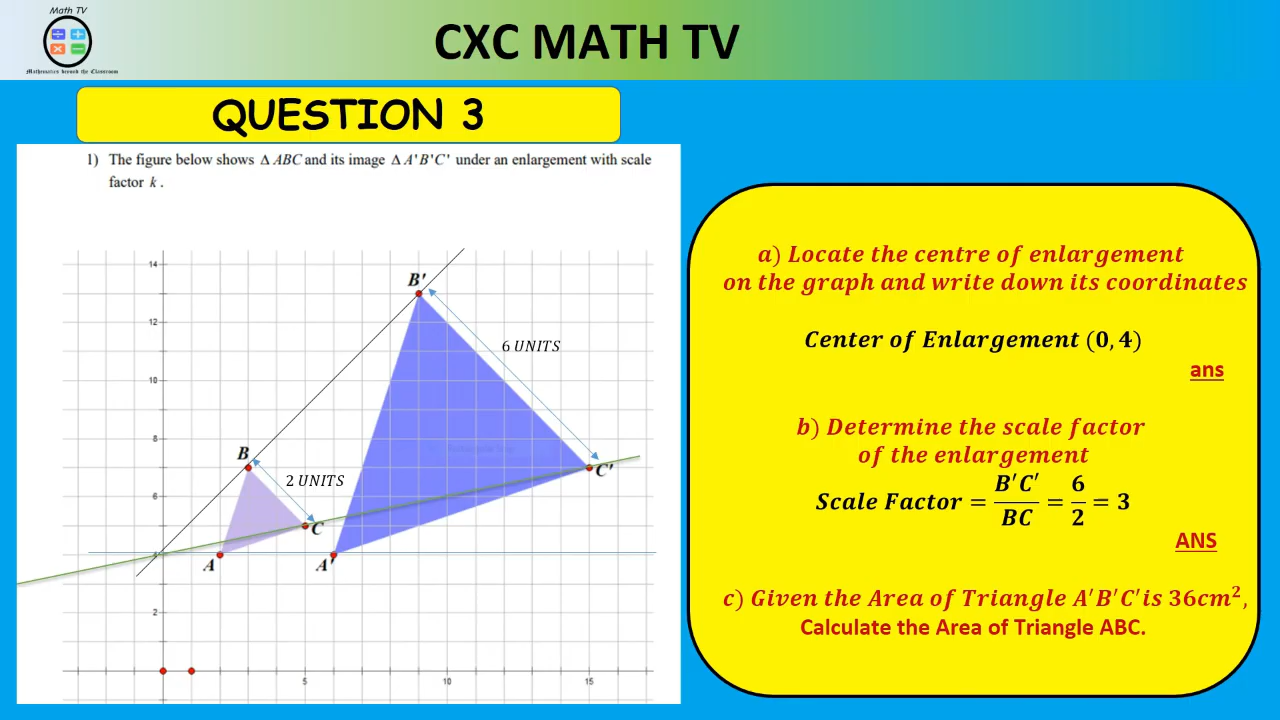 Math TV
Mathematics beyond the Classroom
CXC MATH TV
QUESTION 3
1) The figure below shows Δ ABC and its image Δ A'B'C' under an enlargement with scale
factor k .
14
12
10
8
6
4
2
5
10
15
B'
6 UNITS
B
2 UNITS
C'
C
A
A'
a) Locate the centre of enlargement
on the graph and write down its coordinates
Center of Enlargement (0, 4)
ans
b) Determine the scale factor
of the enlargement
Scale Factor = B'C'/BC = 6/2 = 3
ANS
c) Given the Area of Triangle A'B'C' is 36cm²,
Calculate the Area of Triangle ABC.